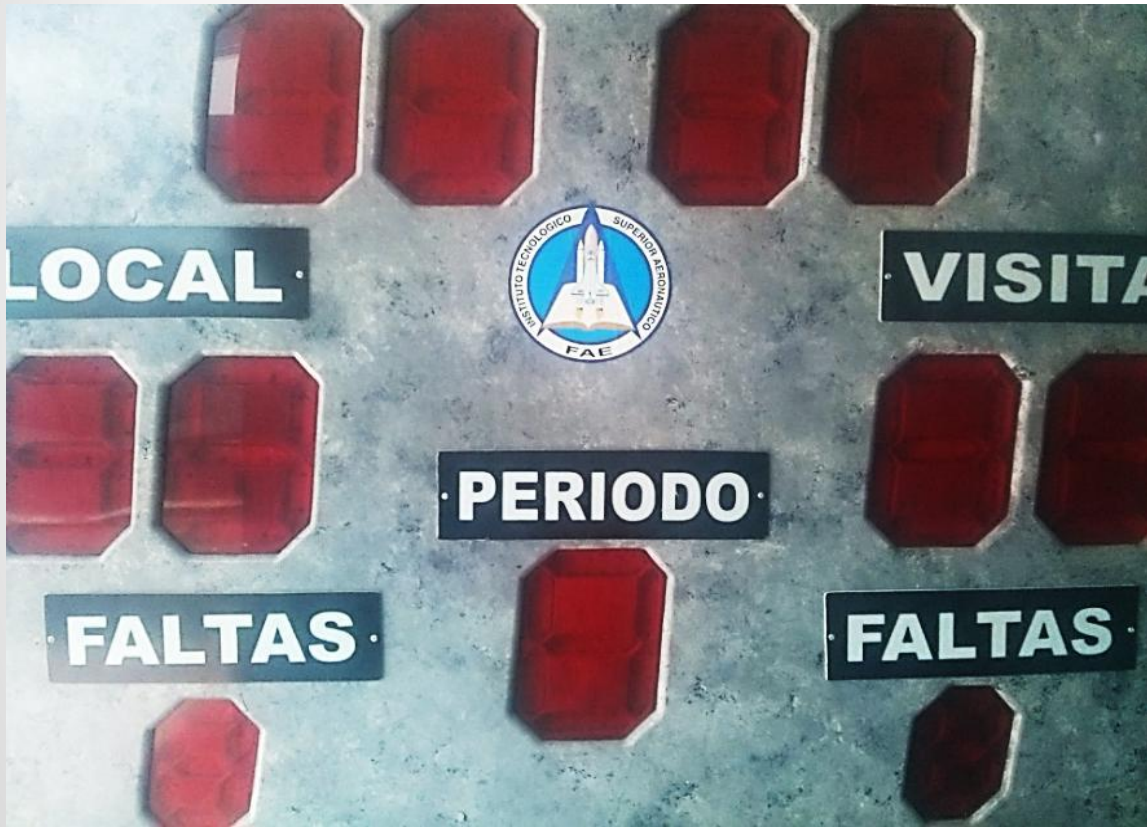 INSTITUTO TECNOLOGICO SUPERIOR AERONAUTICO
FAE
LOCAL
VISITA
PERIODO
FALTAS
FALTAS